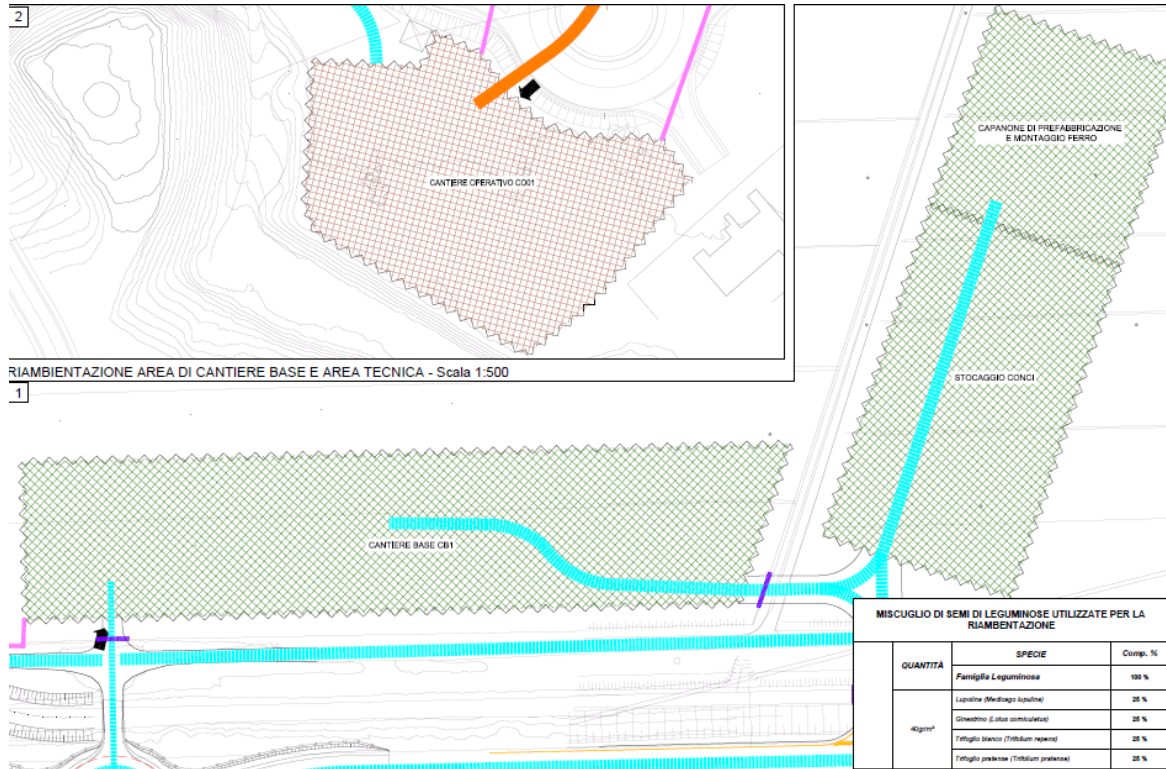 2
CANTIERE OPERATIVO CO01
CAPANONE DI PREFABBRICAZIONE
E MONTAGGIO FERRO
STOCAGGIO CONCI
RIAMBIENTAZIONE AREA DI CANTIERE BASE E AREA TECNICA - Scala 1:500
1
CANTIERE BASE CB1
MISCUGLIO DI SEMI DI LEGUMINOSE UTILIZZATE PER LA
RIAMBENTAZIONE
QUANTITÀ SPECIE Comp. %
Famiglia Leguminosa 100 %
40gr/m²
Lupolina (Medicago lupulina) 25 %
Ginestrino (Lotus corniculatus) 25 %
Trifoglio bianco (Trifolium repens) 25 %
Trifoglio pratense (Trifolium pratense) 25 %